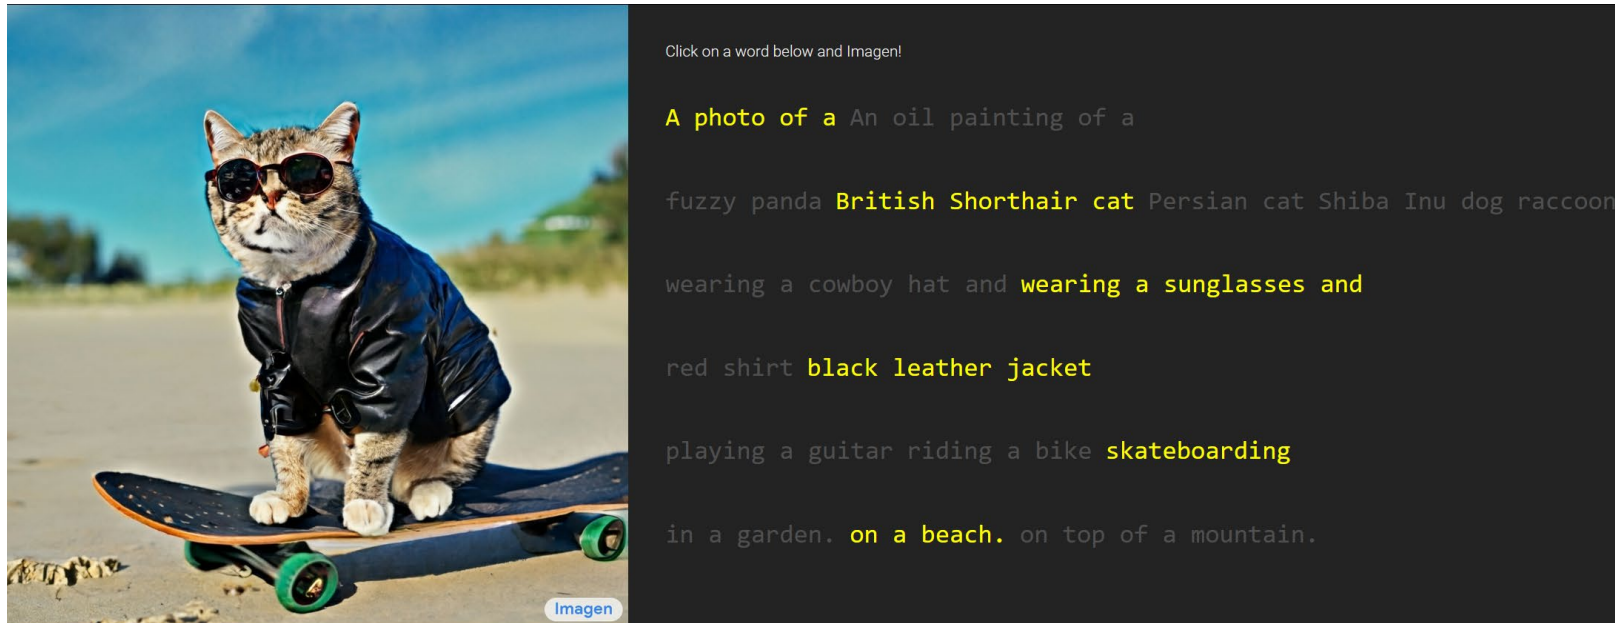 Click on a word below and Imagen!
A photo of a An oil painting of a
fuzzy panda British Shorthair cat Persian cat Shiba Inu dog raccoon
wearing a cowboy hat and wearing a sunglasses and
red shirt black leather jacket
playing a guitar riding a bike skateboarding
in a garden. on a beach. on top of a mountain.
Imagen